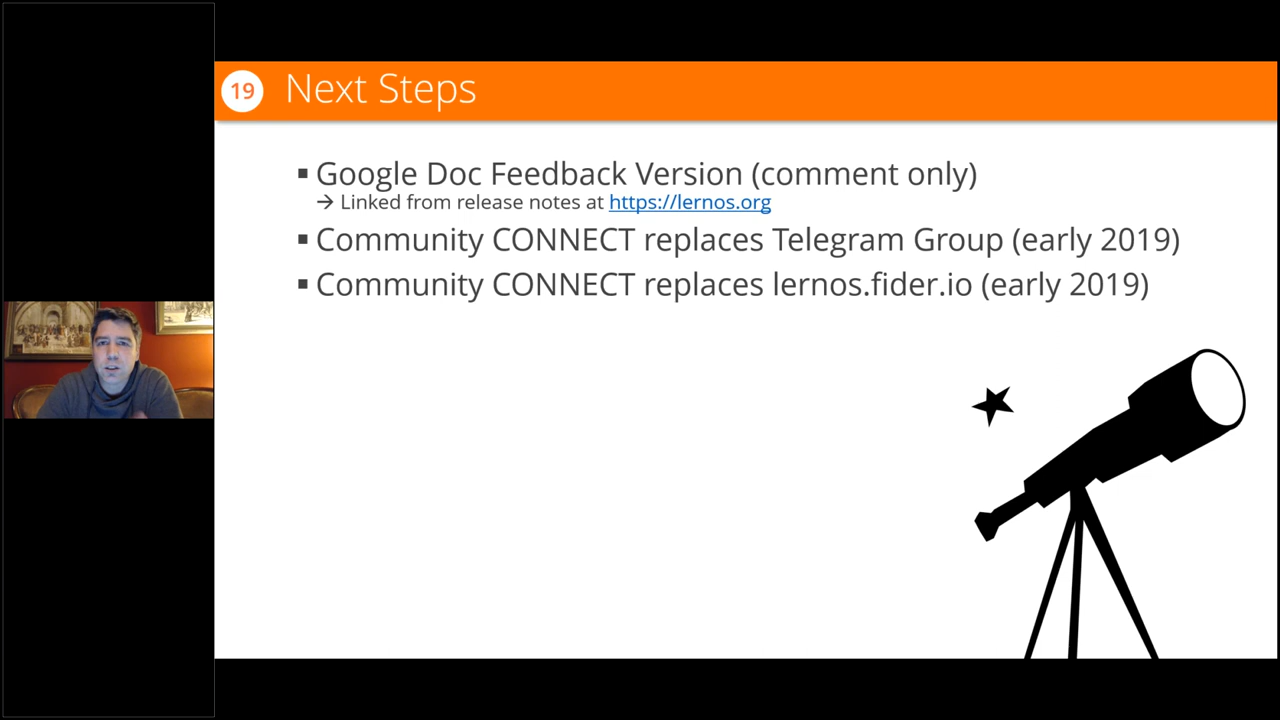 19 Next Steps
▪ Google Doc Feedback Version (comment only)
→ Linked from release notes at https://lernos.org
▪ Community CONNECT replaces Telegram Group (early 2019)
▪ Community CONNECT replaces lernos.fider.io (early 2019)